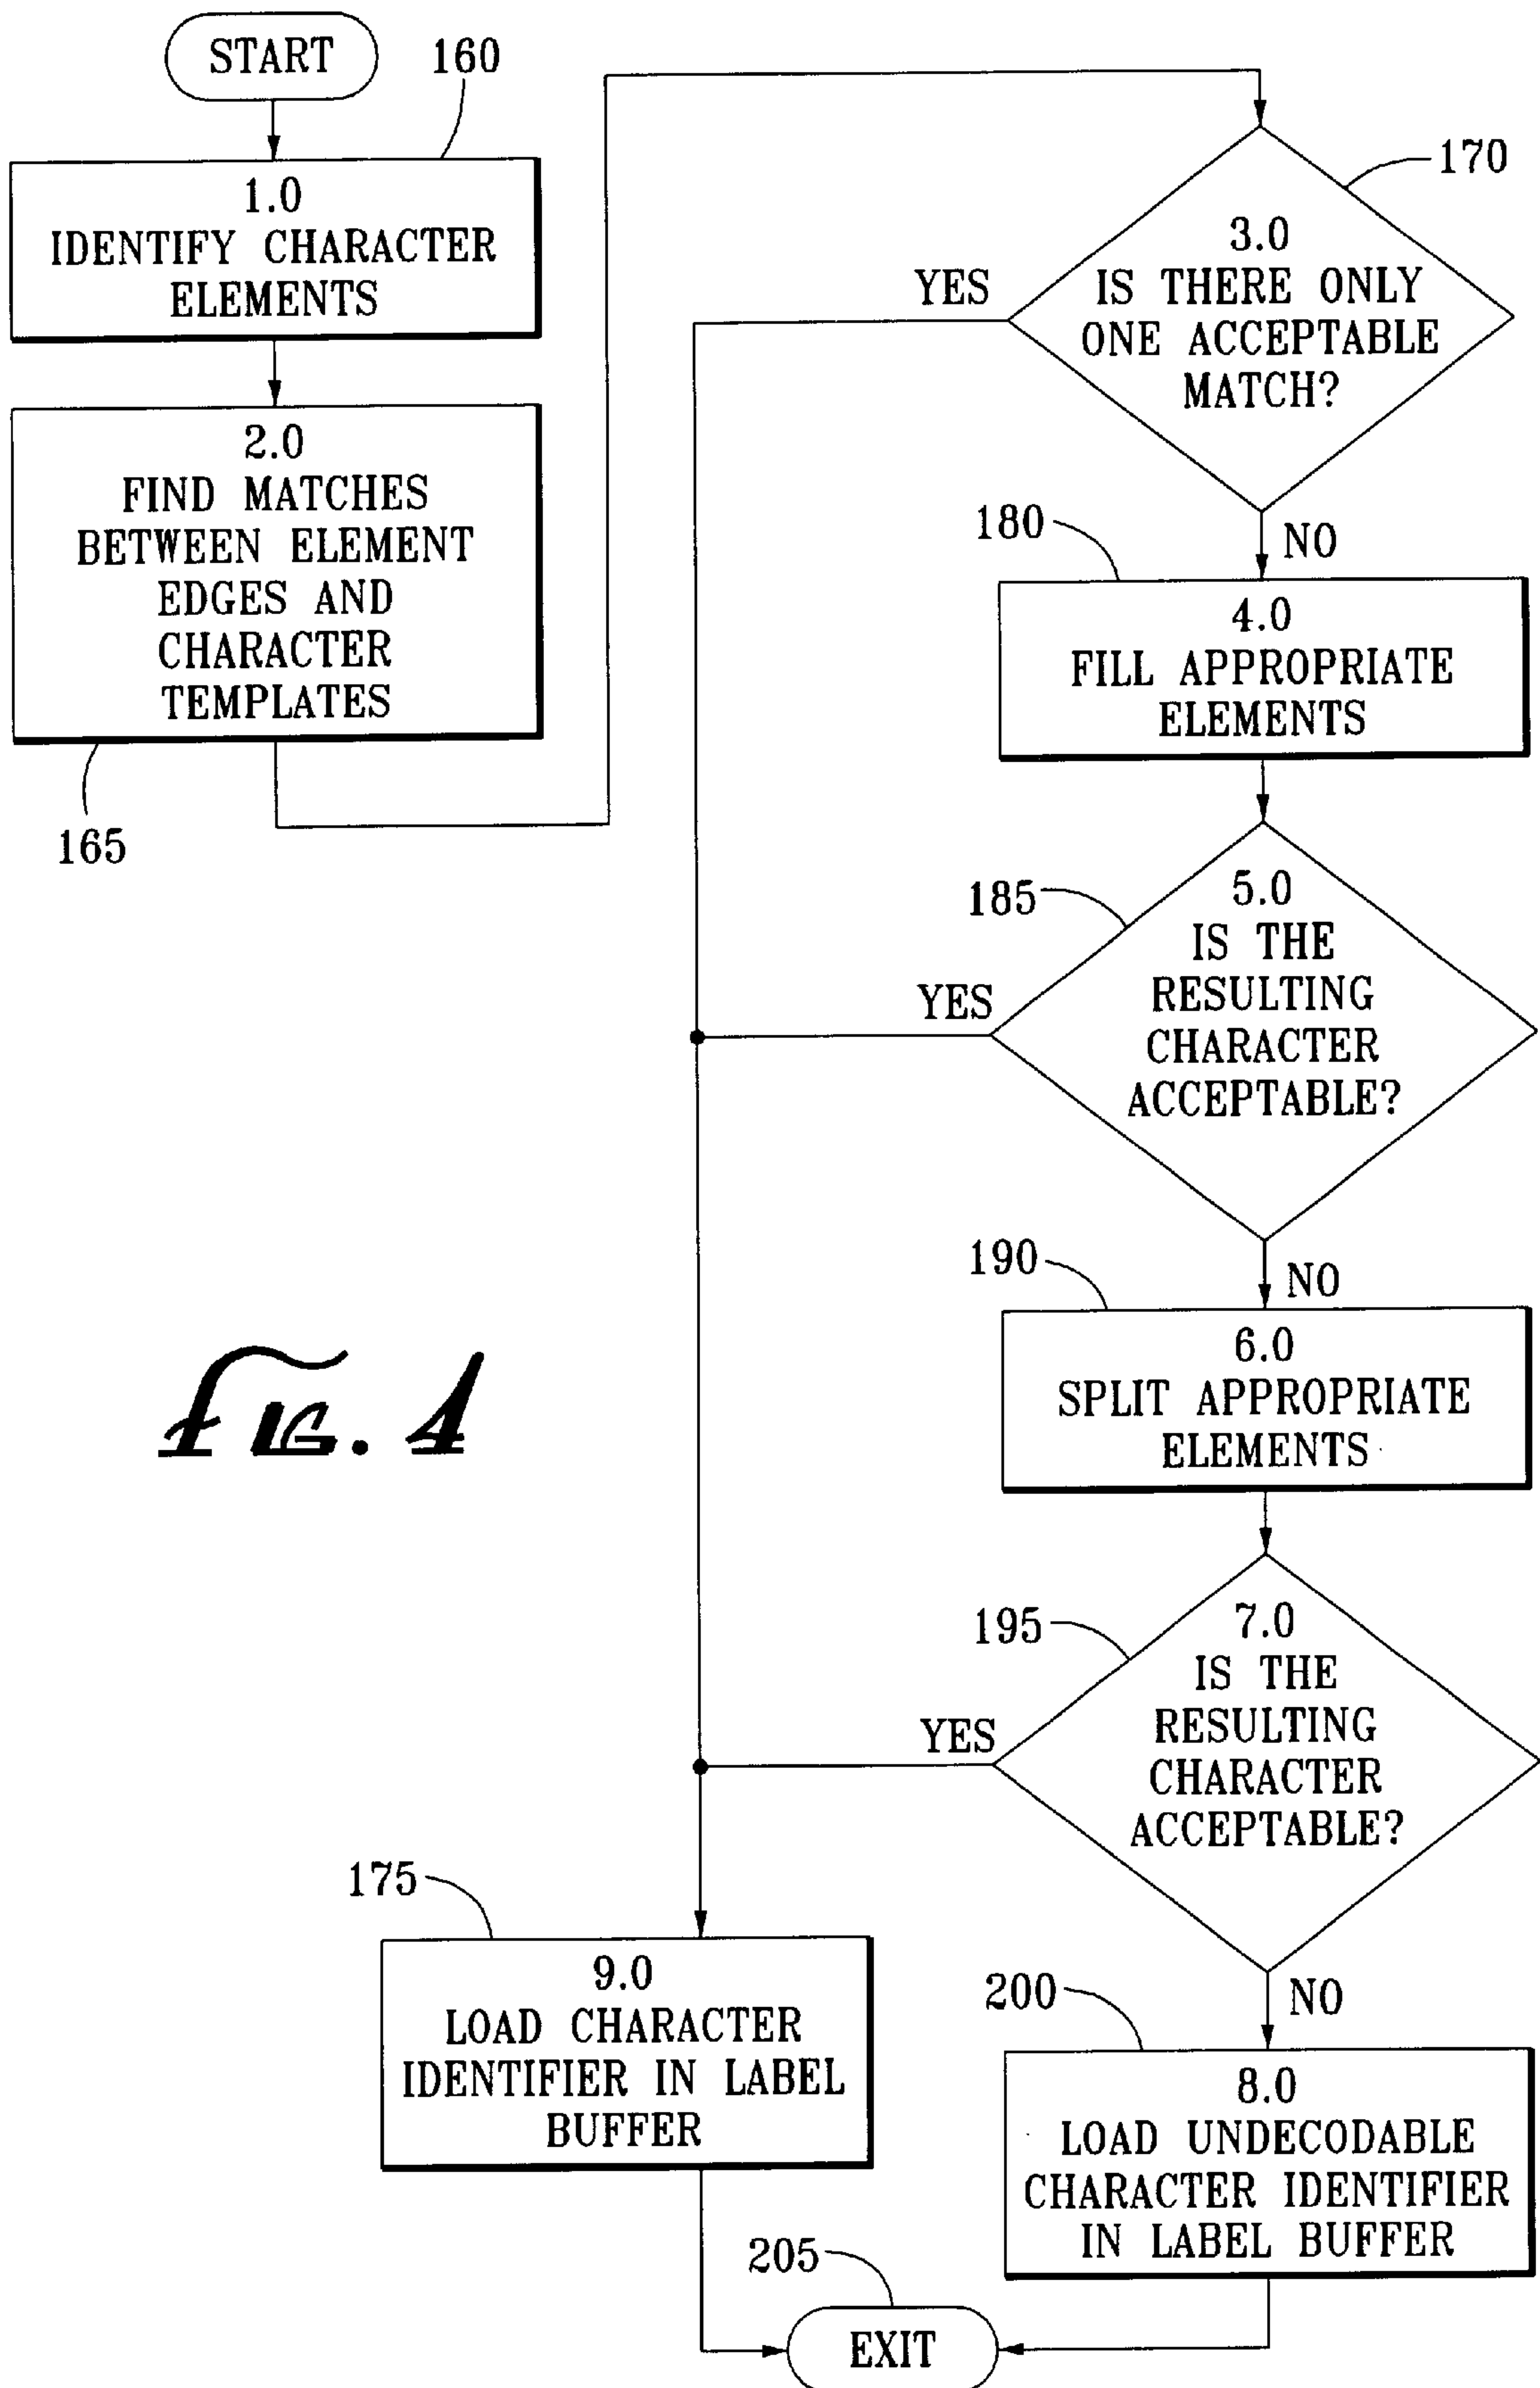 START
160
1.0
IDENTIFY CHARACTER
ELEMENTS
2.0
FIND MATCHES
BETWEEN ELEMENT
EDGES AND
CHARACTER
TEMPLATES
165
170
3.0
IS THERE ONLY
ONE ACCEPTABLE
MATCH?
YES
NO
180
4.0
FILL APPROPRIATE
ELEMENTS
185
5.0
IS THE
RESULTING
CHARACTER
ACCEPTABLE?
YES
NO
190
6.0
SPLIT APPROPRIATE
ELEMENTS
195
7.0
IS THE
RESULTING
CHARACTER
ACCEPTABLE?
YES
NO
175
9.0
LOAD CHARACTER
IDENTIFIER IN LABEL
BUFFER
200
8.0
LOAD UNDECODABLE
CHARACTER IDENTIFIER
IN LABEL BUFFER
205
EXIT
FIG. 4